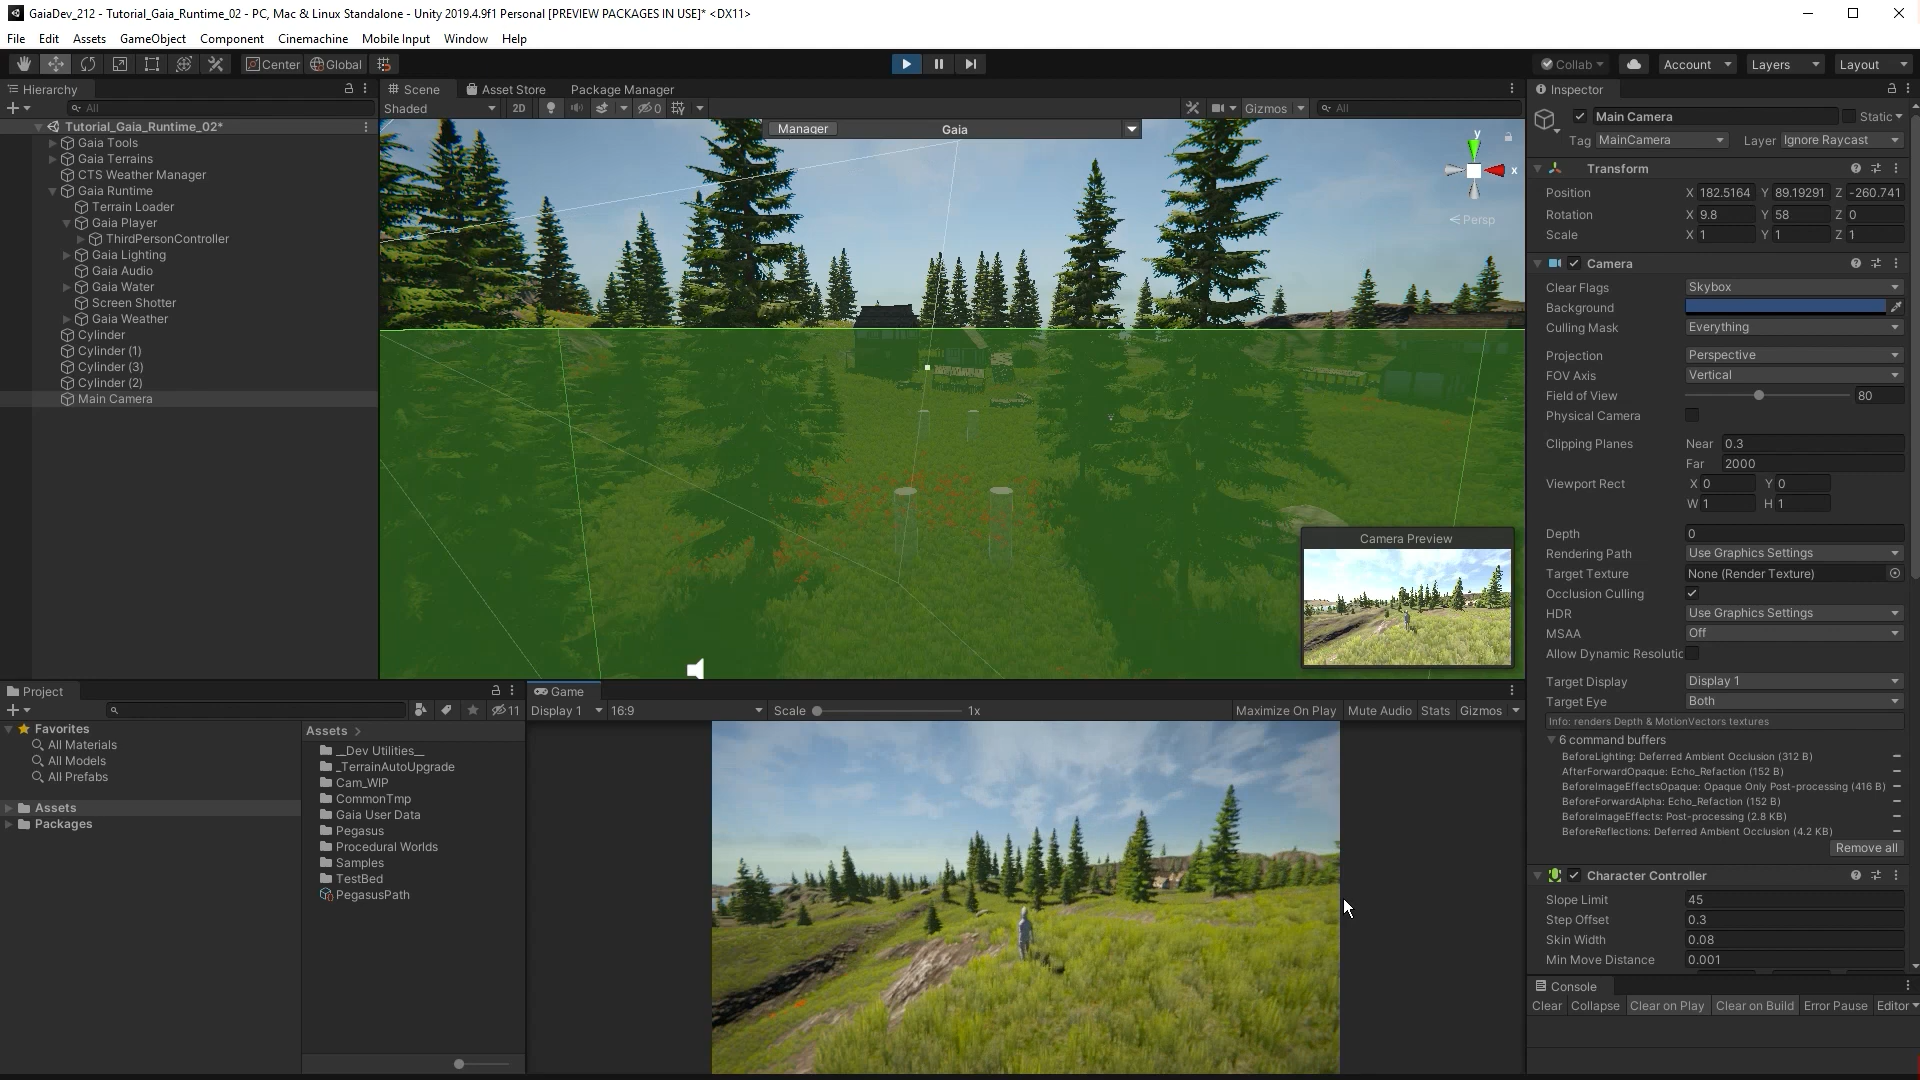 GaiaDev_212 - Tutorial_Gaia_Runtime_02 - PC, Mac & Linux Standalone - Unity 2019.4.9f1 Personal [PREVIEW PACKAGES IN USE]* <DX11>
File Edit Assets GameObject Component Cinemachine Mobile Input Window Help
Center Global Collab Account Layers Layout
Hierarchy
All
Tutorial_Gaia_Runtime_02*
Gaia Tools
Gaia Terrains
CTS Weather Manager
Gaia Runtime
Terrain Loader
Gaia Player
ThirdPersonController
Gaia Lighting
Gaia Audio
Gaia Water
Screen Shotter
Gaia Weather
Cylinder
Cylinder (1)
Cylinder (3)
Cylinder (2)
Main Camera
Scene Asset Store Package Manager
Shaded 2D 0 Gizmos All
Manager Gaia
y
x
Persp
Camera Preview
Project
11
Favorites
All Materials
All Models
All Prefabs
Assets
Packages
Assets
__Dev Utilities__
_TerrainAutoUpgrade
Cam_WIP
CommonTmp
Gaia User Data
Pegasus
Procedural Worlds
Samples
TestBed
PegasusPath
Game
Display 1 16:9 Scale 1x Maximize On Play Mute Audio Stats Gizmos
Inspector
Main Camera Static
Tag MainCamera Layer Ignore Raycast
Transform
Position X 182.5164 Y 89.19291 Z -260.741
Rotation X 9.8 Y 58 Z 0
Scale X 1 Y 1 Z 1
Camera
Clear Flags Skybox
Background
Culling Mask Everything
Projection Perspective
FOV Axis Vertical
Field of View 80
Physical Camera
Clipping Planes Near 0.3
Far 2000
Viewport Rect X 0 Y 0
W 1 H 1
Depth 0
Rendering Path Use Graphics Settings
Target Texture None (Render Texture)
Occlusion Culling
HDR Use Graphics Settings
MSAA Off
Allow Dynamic Resolutic
Target Display Display 1
Target Eye Both
Info: renders Depth & MotionVectors textures
6 command buffers
BeforeLighting: Deferred Ambient Occlusion (312 B)
AfterForwardOpaque: Echo_Refaction (152 B)
BeforeImageEffectsOpaque: Opaque Only Post-processing (416 B)
BeforeForwardAlpha: Echo_Refaction (152 B)
BeforeImageEffects: Post-processing (2.8 KB)
BeforeReflections: Deferred Ambient Occlusion (4.2 KB)
Remove all
Character Controller
Slope Limit 45
Step Offset 0.3
Skin Width 0.08
Min Move Distance 0.001
Console
Clear Collapse Clear on Play Clear on Build Error Pause Editor